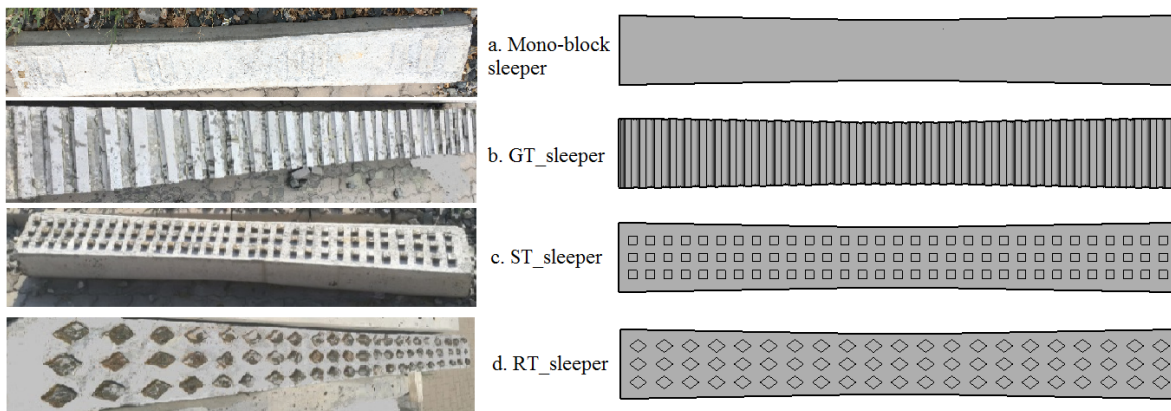 a. Mono-block
sleeper
b. GT_sleeper
c. ST_sleeper
d. RT_sleeper